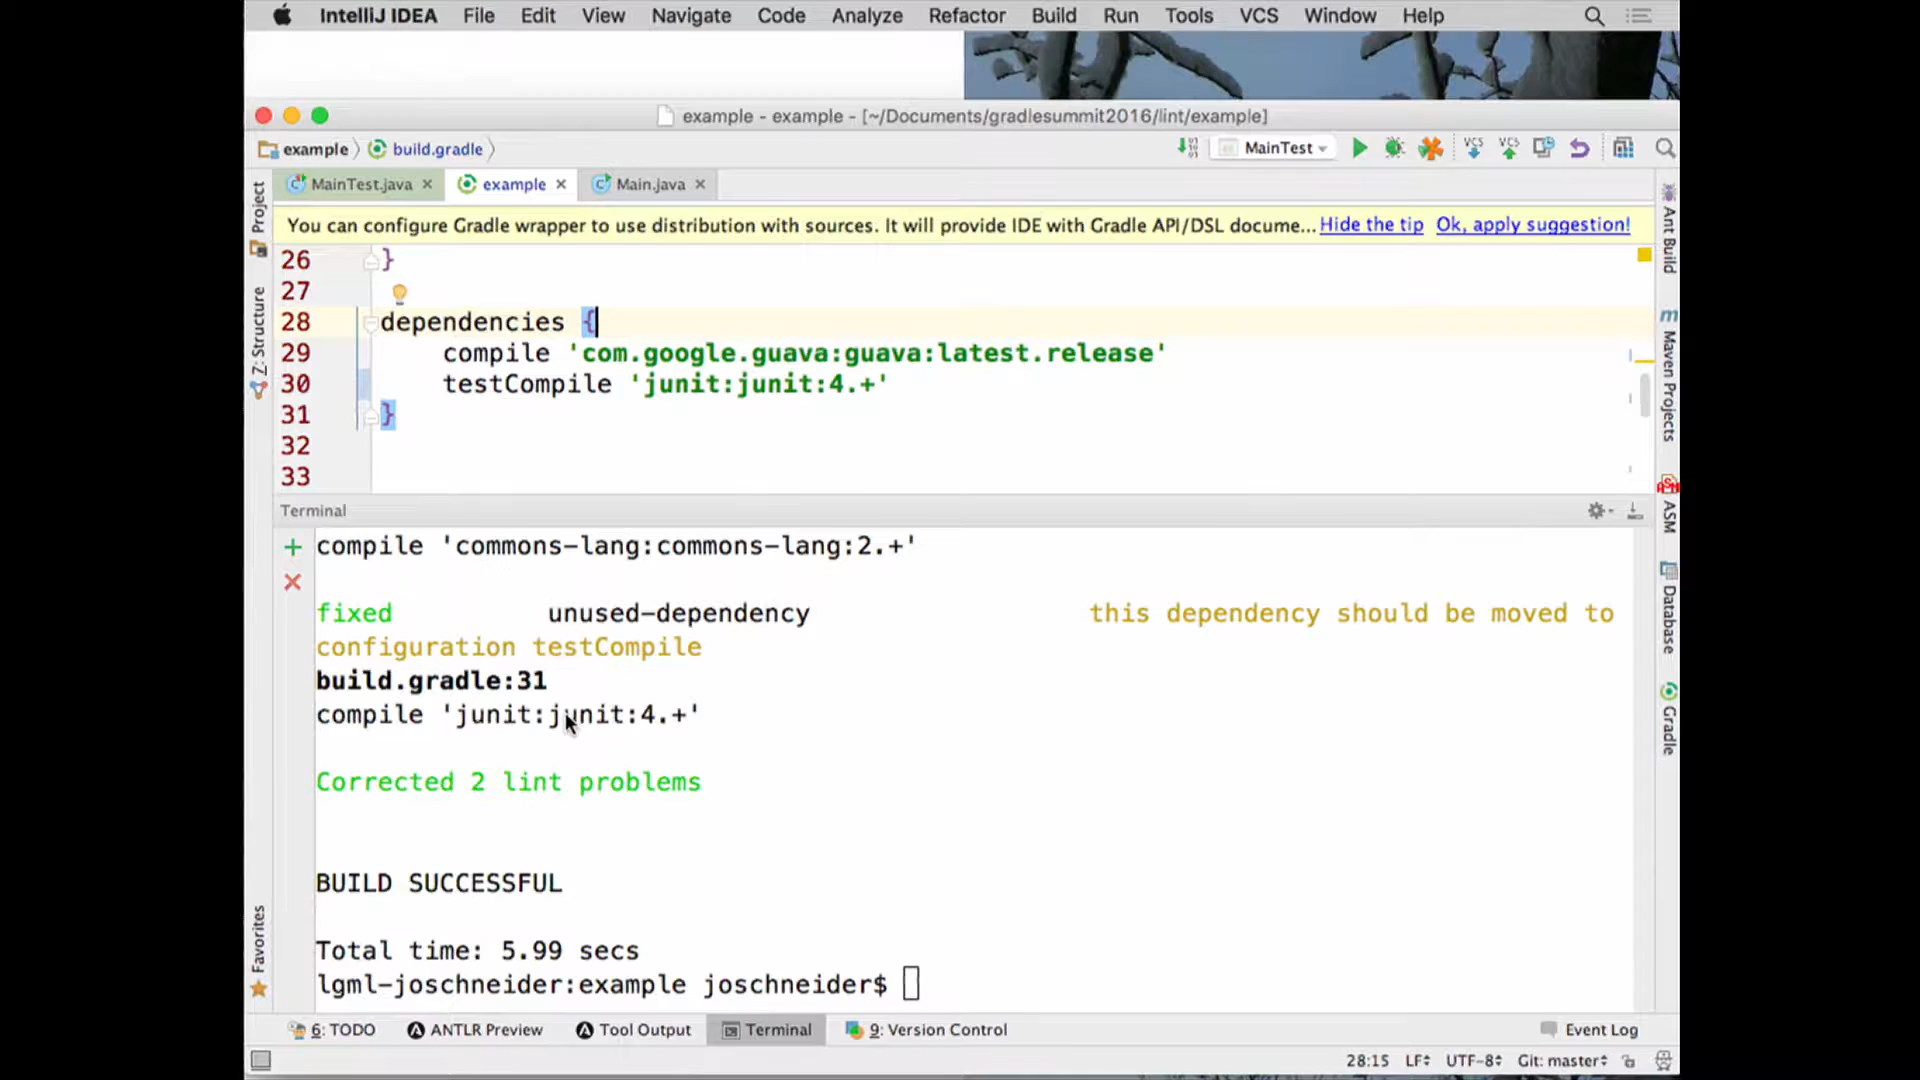 IntelliJ IDEA File Edit View Navigate Code Analyze Refactor Build Run Tools VCS Window Help
example - example - [~/Documents/gradlesummit2016/lint/example]
example build.gradle
MainTest
VCS VCS
MainTest.java example Main.java
You can configure Gradle wrapper to use distribution with sources. It will provide IDE with Gradle API/DSL docume... Hide the tip Ok, apply suggestion!
26 }
27
28 dependencies {
29 compile 'com.google.guava:guava:latest.release'
30 testCompile 'junit:junit:4.+'
31 }
32
33
Terminal
compile 'commons-lang:commons-lang:2.+'
fixed unused-dependency this dependency should be moved to
configuration testCompile
build.gradle:31
compile 'junit:junit:4.+'
Corrected 2 lint problems
BUILD SUCCESSFUL
Total time: 5.99 secs
lgml-joschneider:example joschneider$
Project
Z: Structure
Favorites
Ant Build
Maven Projects
ASM
Database
Gradle
6: TODO ANTLR Preview Tool Output Terminal 9: Version Control Event Log
28:15 LF UTF-8 Git: master